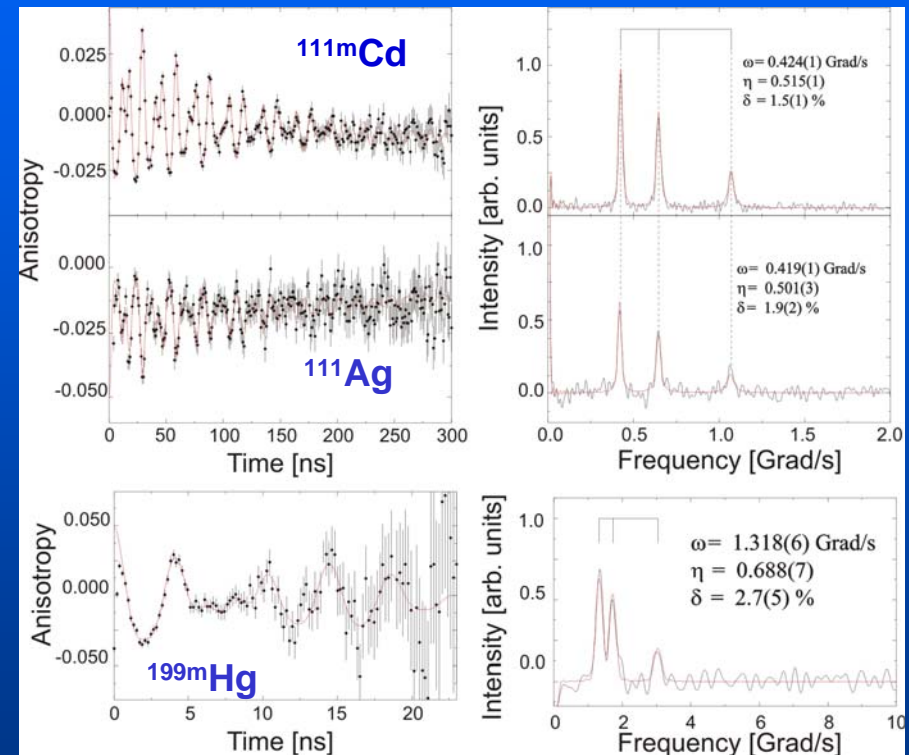 111mCd
0.025
0.000
-0.025
0.000
-0.025
-0.050
Anisotropy
111Ag
0 50 100 150 200 250 300
Time [ns]
1.0
0.5
0.0
ω= 0.424(1) Grad/s
η = 0.515(1)
δ = 1.5(1) %
1.0
0.5
0.0
Intensity [arb. units]
ω= 0.419(1) Grad/s
η = 0.501(3)
δ = 1.9(2) %
0.0 0.5 1.0 1.5 2.0
Frequency [Grad/s]
0.050
0.000
-0.050
Anisotropy
199mHg
0 5 10 15 20
Time [ns]
1.0
0.5
0.0
Intensity [arb. units]
ω= 1.318(6) Grad/s
η = 0.688(7)
δ = 2.7(5) %
0 2 4 6 8 10
Frequency [Grad/s]